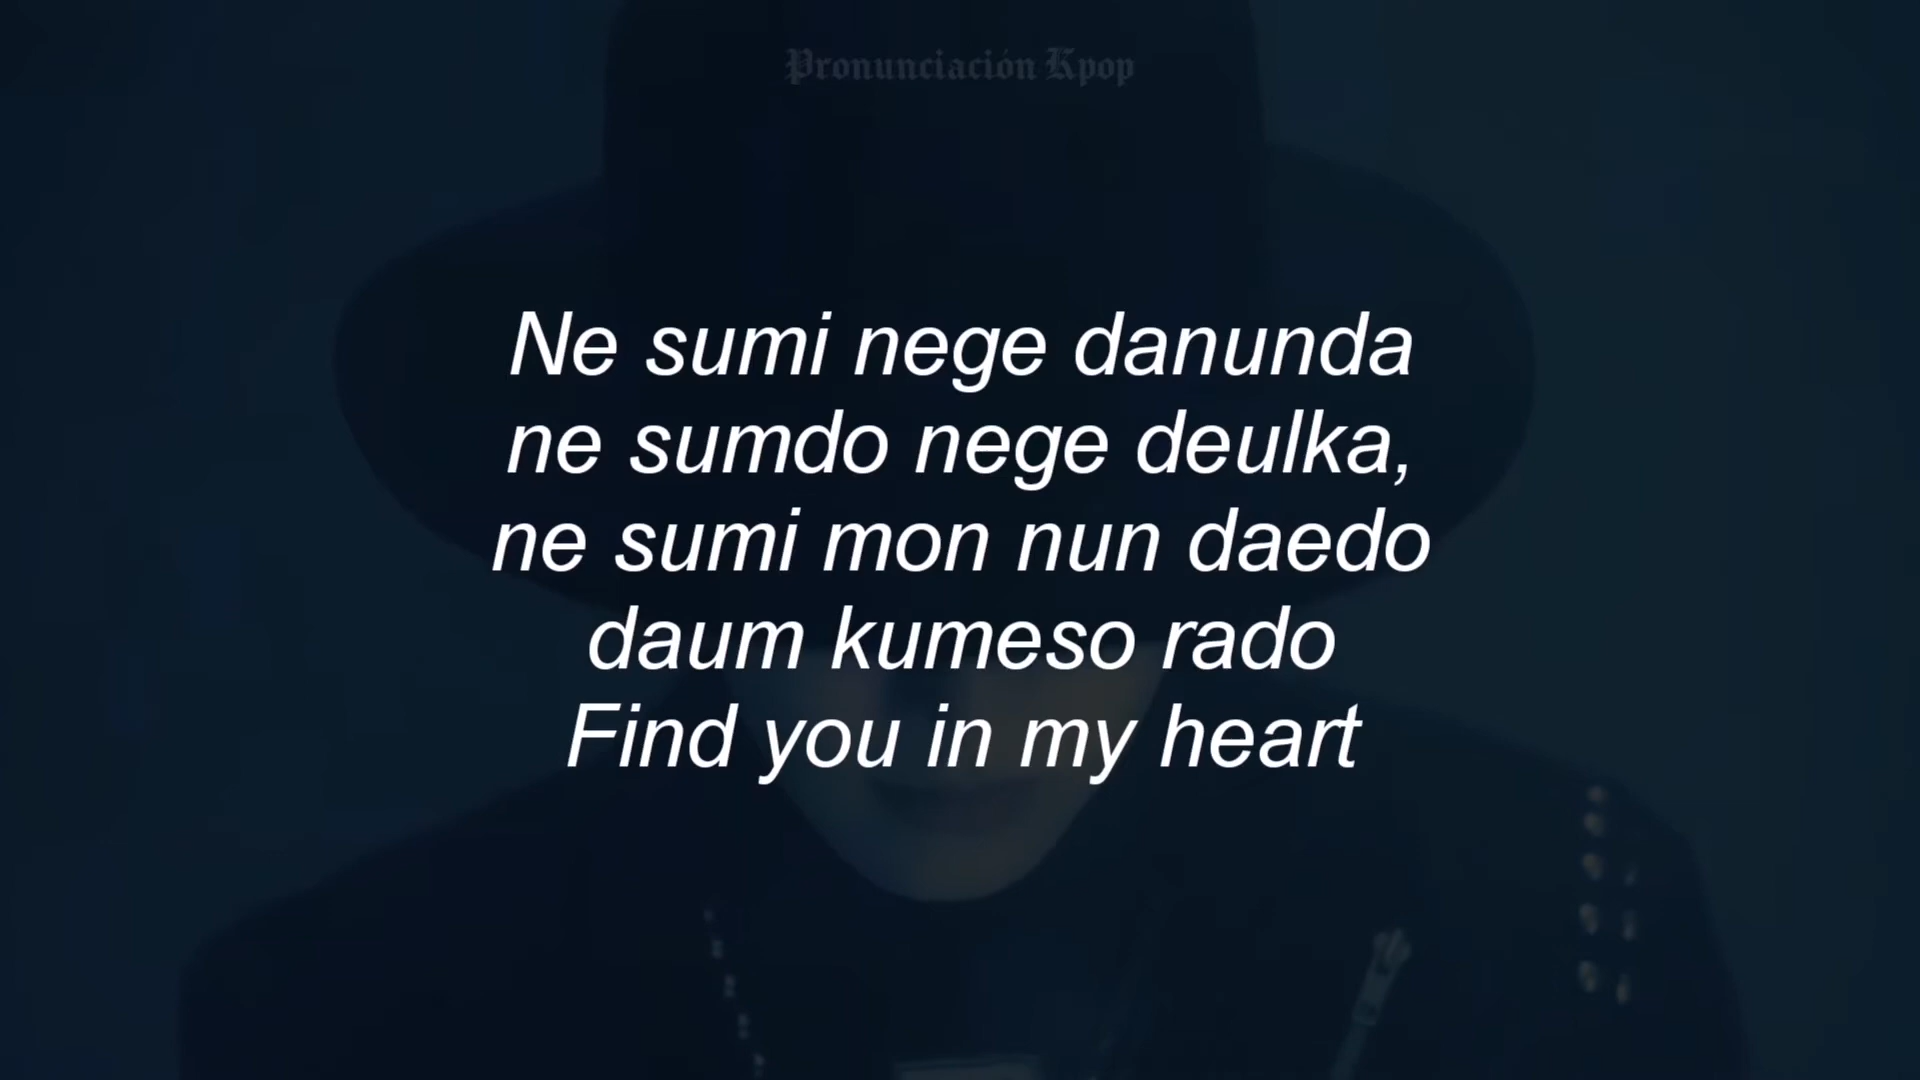 Pronunciación Kpop
Ne sumi nege danunda
ne sumdo nege deulka,
ne sumi mon nun daedo
daum kumeso rado
Find you in my heart